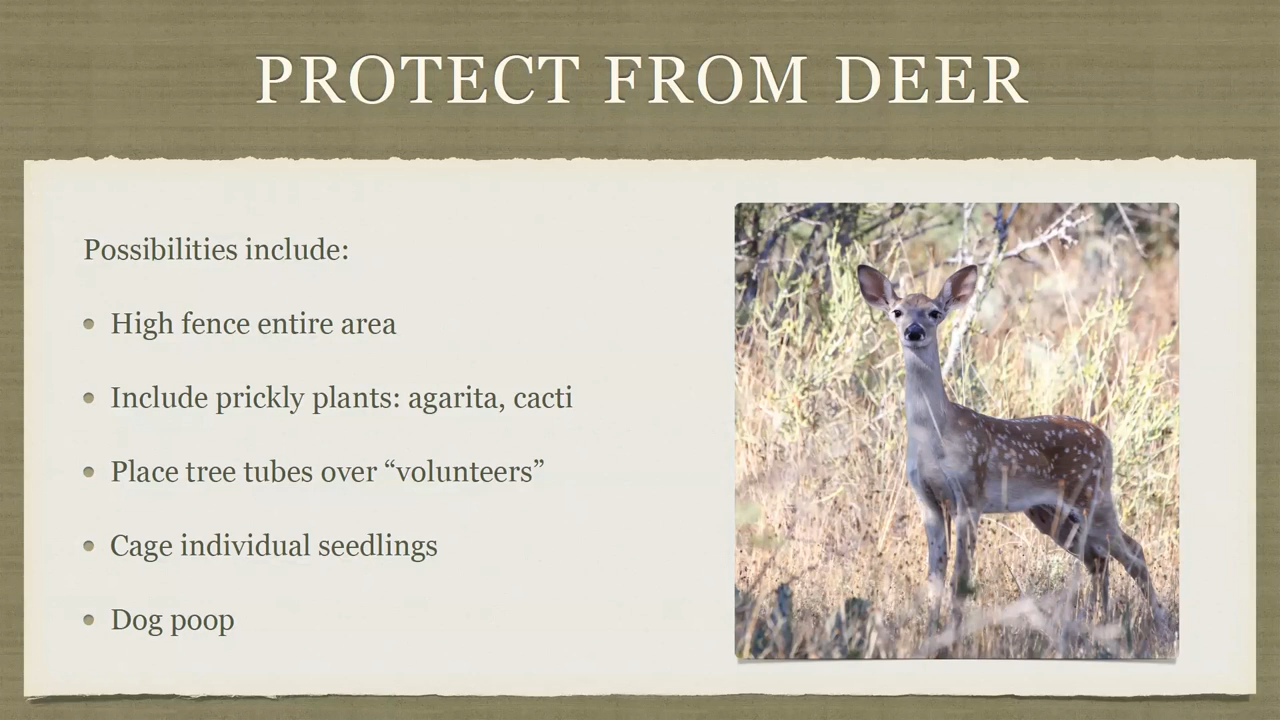 PROTECT FROM DEER
Possibilities include:
• High fence entire area
• Include prickly plants: agarita, cacti
• Place tree tubes over “volunteers”
• Cage individual seedlings
• Dog poop